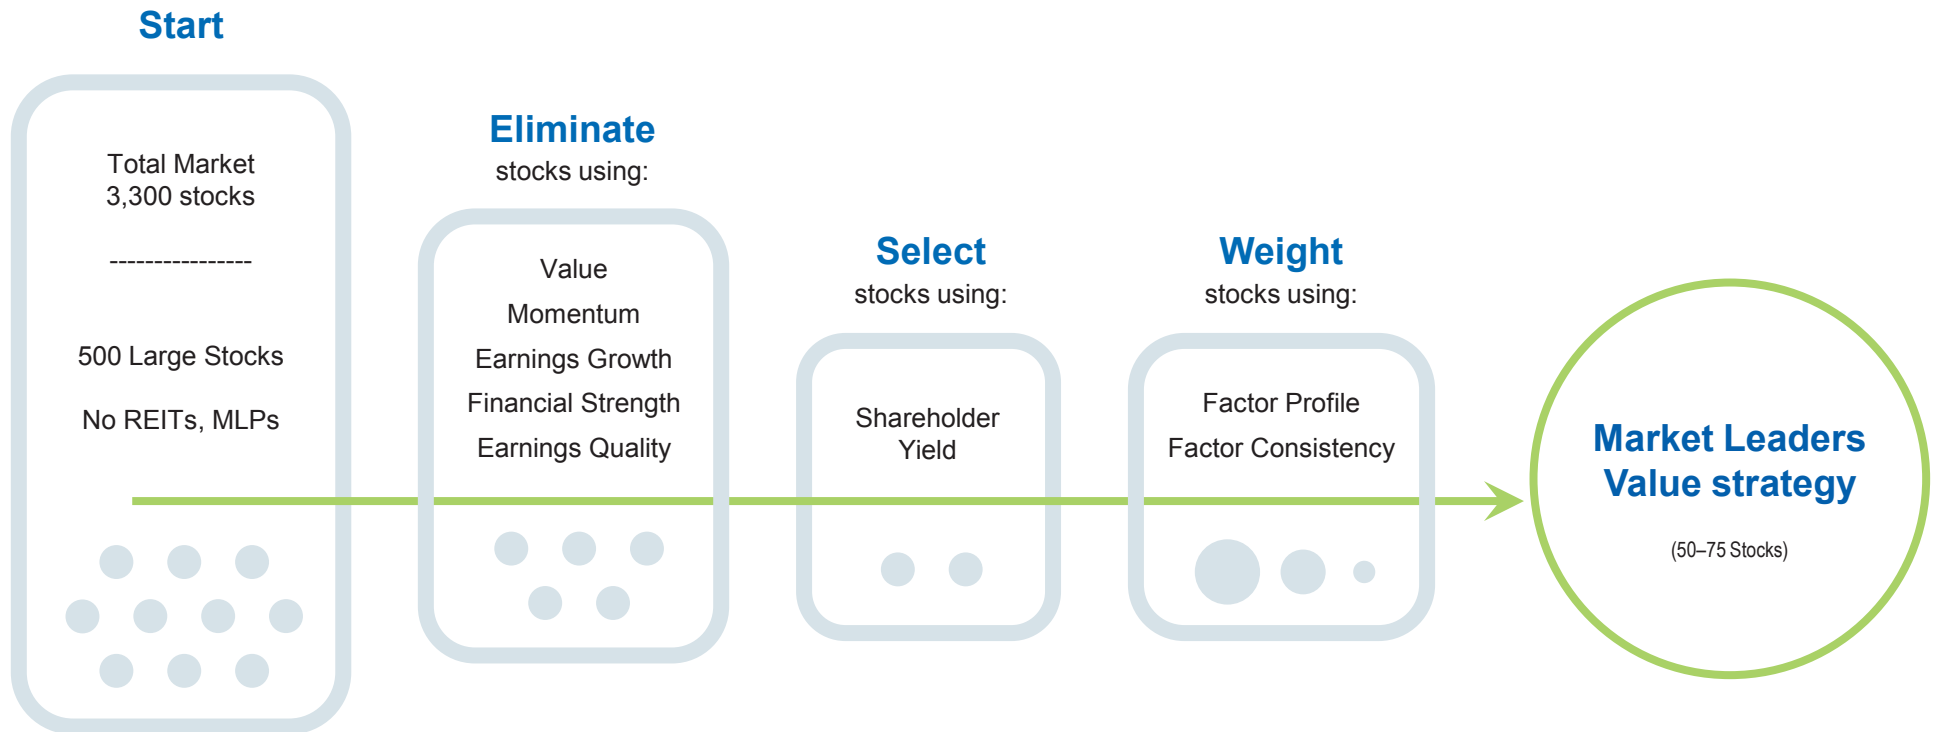 Start
Total Market
3,300 stocks
----------------
500 Large Stocks
No REITs, MLPs
Eliminate
stocks using:
Value
Momentum
Earnings Growth
Financial Strength
Earnings Quality
Select
stocks using:
Shareholder
Yield
Weight
stocks using:
Factor Profile
Factor Consistency
Market Leaders
Value strategy
(50–75 Stocks)